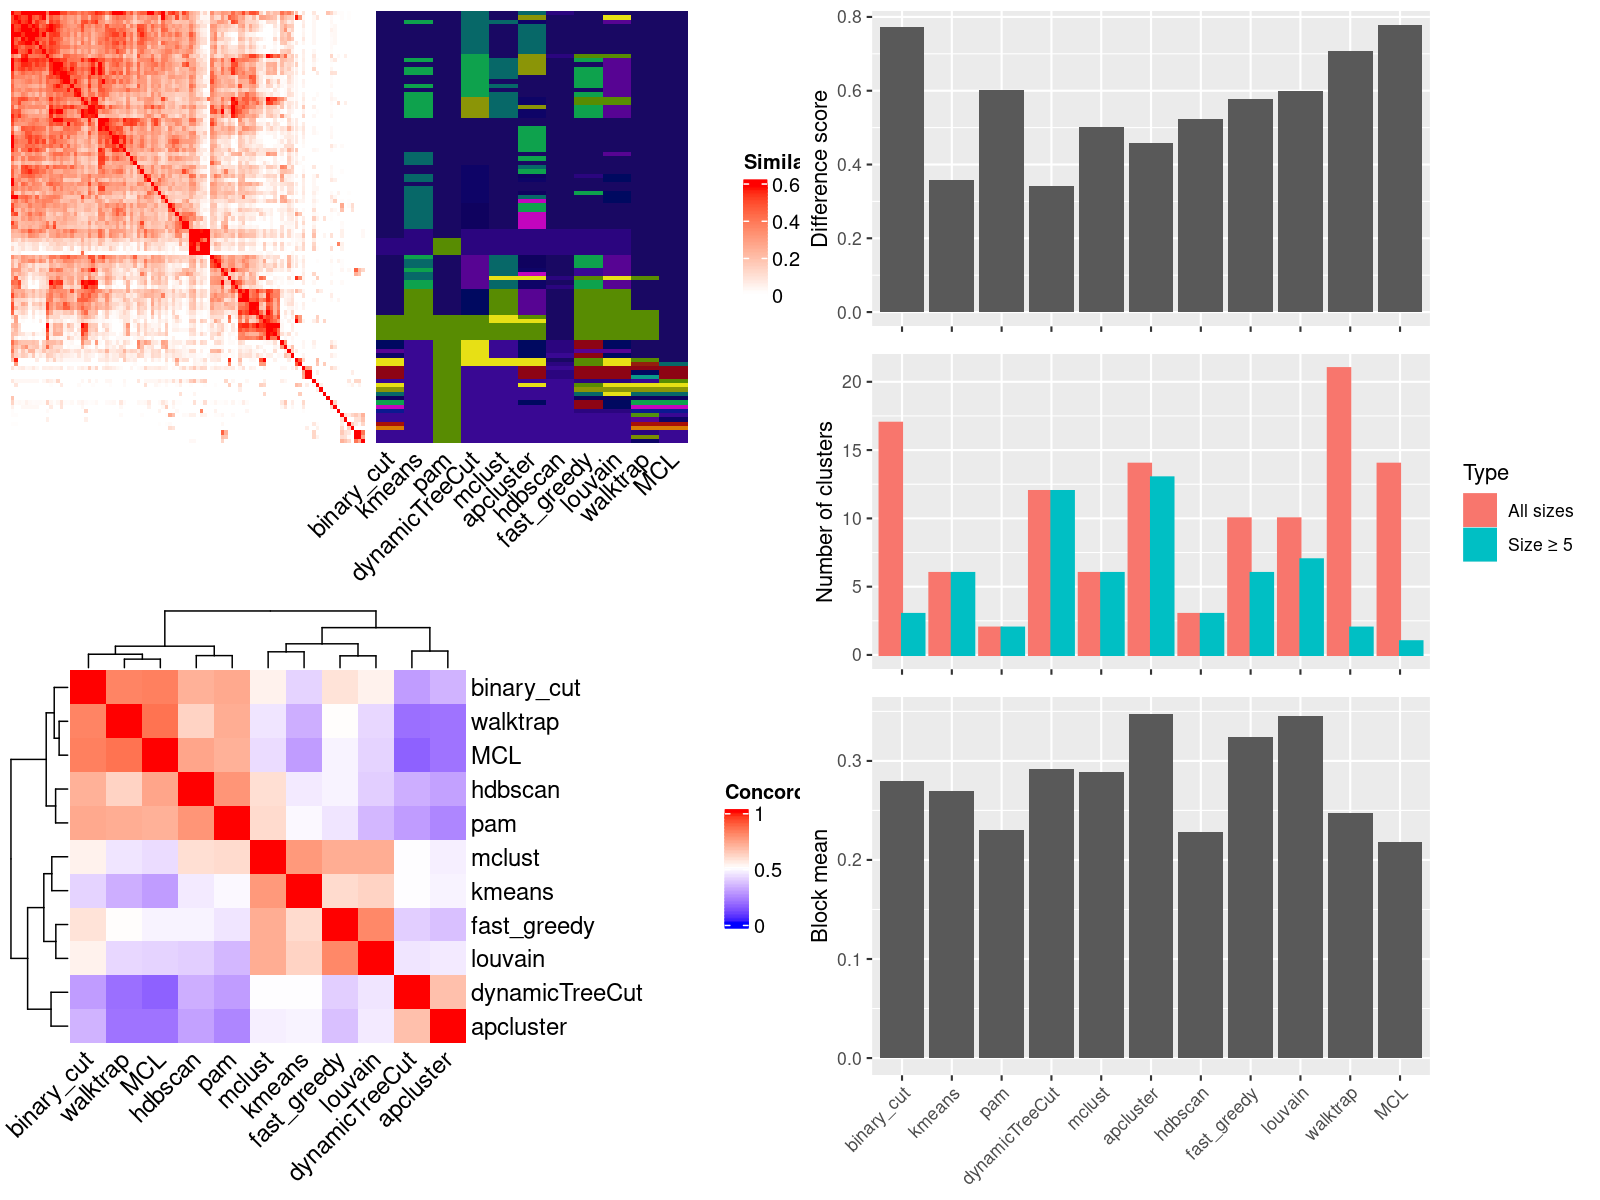 Simila
0.6
0.4
0.2
0
binary_cut
kmeans
pam
dynamicTreeCut
mclust
apcluster
hdbscan
fast_greedy
louvain
walktrap
MCL
binary_cut
walktrap
MCL
hdbscan
pam
mclust
kmeans
fast_greedy
louvain
dynamicTreeCut
apcluster
binary_cut
walktrap
MCL
hdbscan
pam
mclust
kmeans
fast_greedy
louvain
dynamicTreeCut
apcluster
Concord
1
0.5
0
Difference score
0.8
0.6
0.4
0.2
0.0
Number of clusters
20
15
10
5
0
Type
All sizes
Size ≥ 5
Block mean
0.3
0.2
0.1
0.0
binary_cut
kmeans
pam
dynamicTreeCut
mclust
apcluster
hdbscan
fast_greedy
louvain
walktrap
MCL